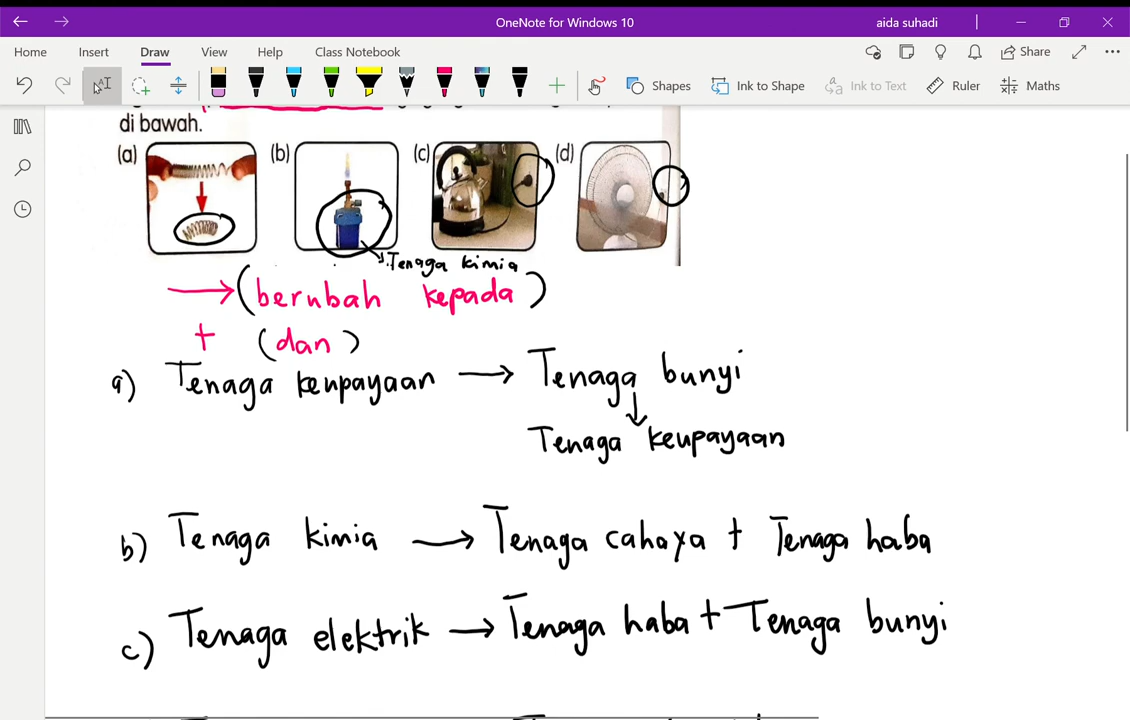 OneNote for Windows 10
aida suhadi
Home Insert Draw View Help Class Notebook Share
Shapes Ink to Shape Ink to Text Ruler Maths
di bawah.
(a) (b) (c) (d)
Tenaga kimia
→ (berubah kepada)
+ (dan)
a) Tenaga keupayaan → Tenaga bunyi
↓
Tenaga keupayaan
b) Tenaga kimia → Tenaga cahaya + Tenaga haba
c) Tenaga elektrik → Tenaga haba + Tenaga bunyi